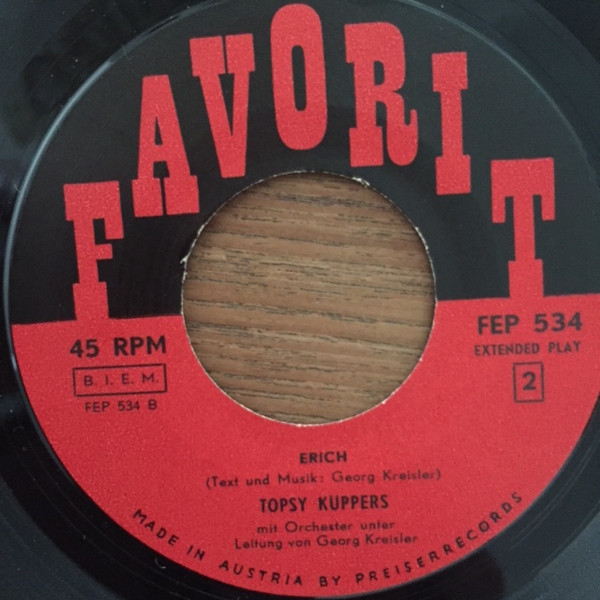 FAVORIT
45 RPM
B. I. E. M.
FEP 534 B
FEP 534
EXTENDED PLAY
2
ERICH
(Text und Musik: Georg Kreisler)
TOPSY KÜPPERS
mit Orchester unter
Leitung von Georg Kreisler
MADE IN AUSTRIA BY PREISERRECORDS